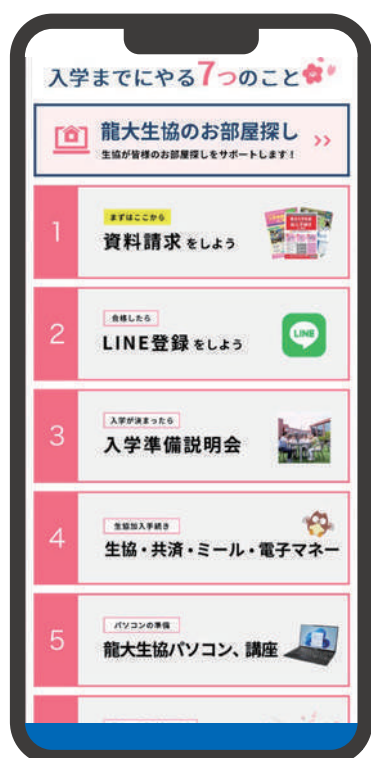 入学までにやる7つのこと
龍大生協のお部屋探し
生協が皆様のお部屋探しをサポートします!
>>
1
まずはここから
資料請求をしよう
2
合格したら
LINE登録をしよう
LINE
3
入学が決まったら
入学準備説明会
4
生協加入手続き
生協・共済・ミール・電子マネー
5
パソコンの準備
龍大生協パソコン、講座